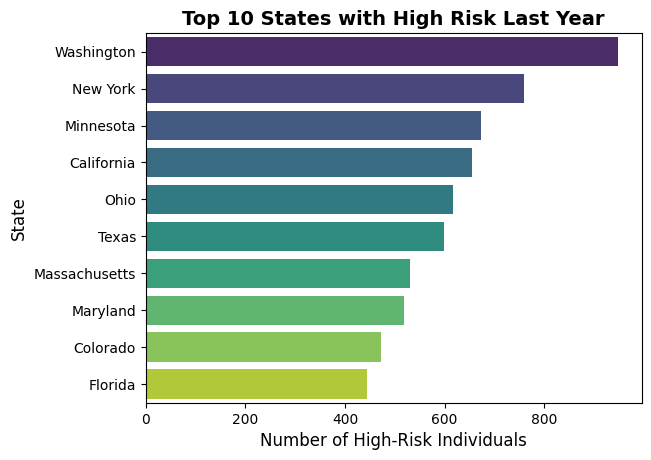 Top 10 States with High Risk Last Year
Washington
New York
Minnesota
California
Ohio
Texas
Massachusetts
Maryland
Colorado
Florida
State
0 200 400 600 800
Number of High-Risk Individuals